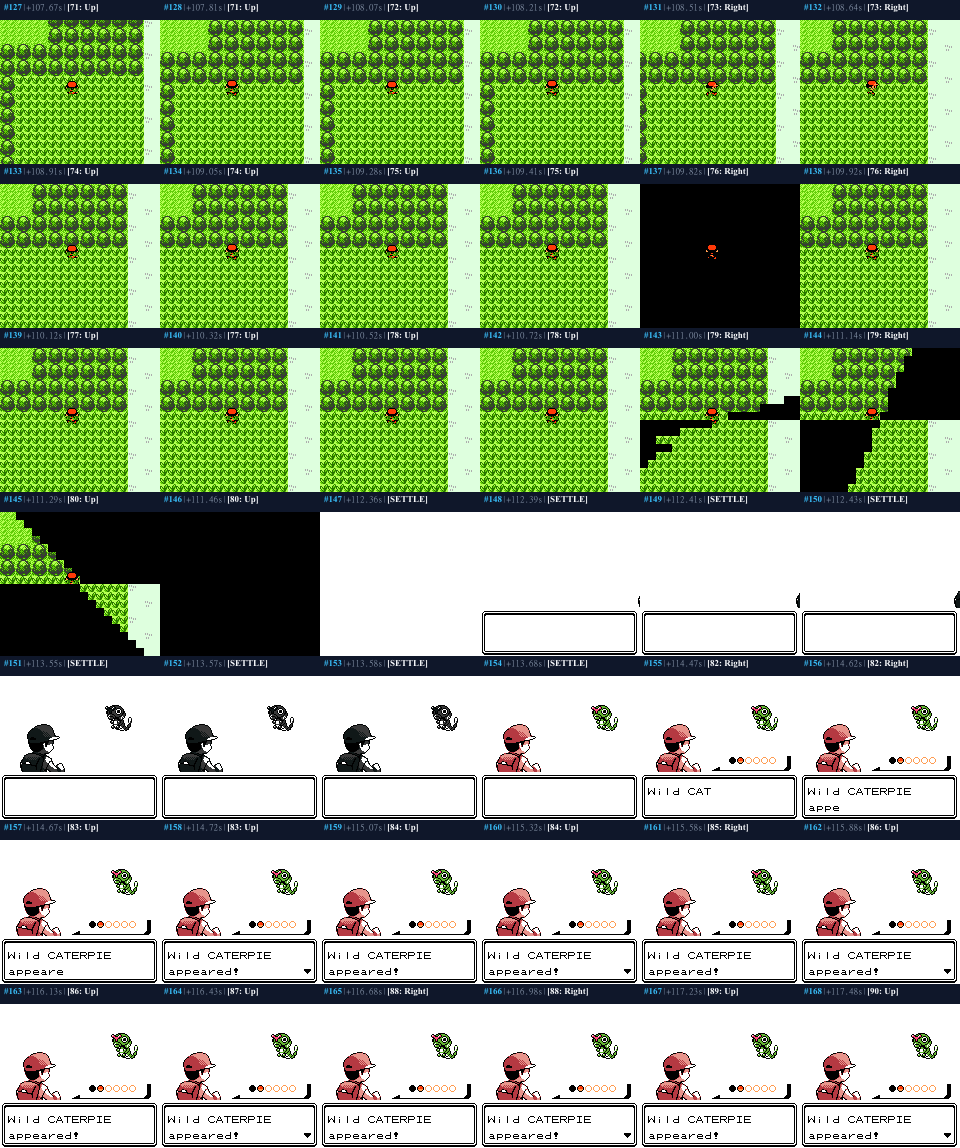 #127 | +107.67s | [71: Up]
#128 | +107.81s | [71: Up]
#129 | +108.07s | [72: Up]
#130 | +108.21s | [72: Up]
#131 | +108.51s | [73: Right]
#132 | +108.64s | [73: Right]
#133 | +108.91s | [74: Up]
#134 | +109.05s | [74: Up]
#135 | +109.28s | [75: Up]
#136 | +109.41s | [75: Up]
#137 | +109.82s | [76: Right]
#138 | +109.92s | [76: Right]
#139 | +110.12s | [77: Up]
#140 | +110.32s | [77: Up]
#141 | +110.52s | [78: Up]
#142 | +110.72s | [78: Up]
#143 | +111.00s | [79: Right]
#144 | +111.14s | [79: Right]
#145 | +111.29s | [80: Up]
#146 | +111.46s | [80: Up]
#147 | +112.36s | [SETTLE]
#148 | +112.39s | [SETTLE]
#149 | +112.41s | [SETTLE]
#150 | +112.43s | [SETTLE]
#151 | +113.55s | [SETTLE]
#152 | +113.57s | [SETTLE]
#153 | +113.58s | [SETTLE]
#154 | +113.68s | [SETTLE]
#155 | +114.47s | [82: Right]
#156 | +114.62s | [82: Right]
Wild CAT
Wild CATERPIE
appe
#157 | +114.67s | [83: Up]
#158 | +114.72s | [83: Up]
#159 | +115.07s | [84: Up]
#160 | +115.32s | [84: Up]
#161 | +115.58s | [85: Right]
#162 | +115.88s | [86: Up]
Wild CATERPIE
appeare
Wild CATERPIE
appeared!
Wild CATERPIE
appeared!
Wild CATERPIE
appeared!
Wild CATERPIE
appeared!
Wild CATERPIE
appeared!
#163 | +116.13s | [86: Up]
#164 | +116.43s | [87: Up]
#165 | +116.68s | [88: Right]
#166 | +116.98s | [88: Right]
#167 | +117.23s | [89: Up]
#168 | +117.48s | [90: Up]
Wild CATERPIE
appeared!
Wild CATERPIE
appeared!
Wild CATERPIE
appeared!
Wild CATERPIE
appeared!
Wild CATERPIE
appeared!
Wild CATERPIE
appeared!